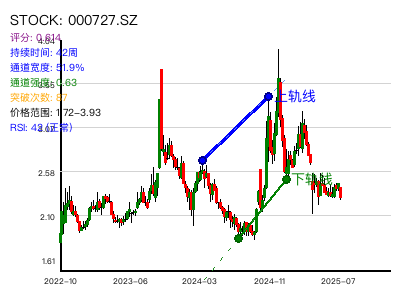 STOCK: 000727.SZ
评分: 0.614
持续时间: 42周
通道宽度: 51.9%
通道强度: 0.63
突破次数: 87
价格范围: 1.72-3.93
RSI: 43 (正常)
上轨线
下轨线
2.58
2.10
1.61
2022-10
2023-06
2024-03
2024-11
2025-07